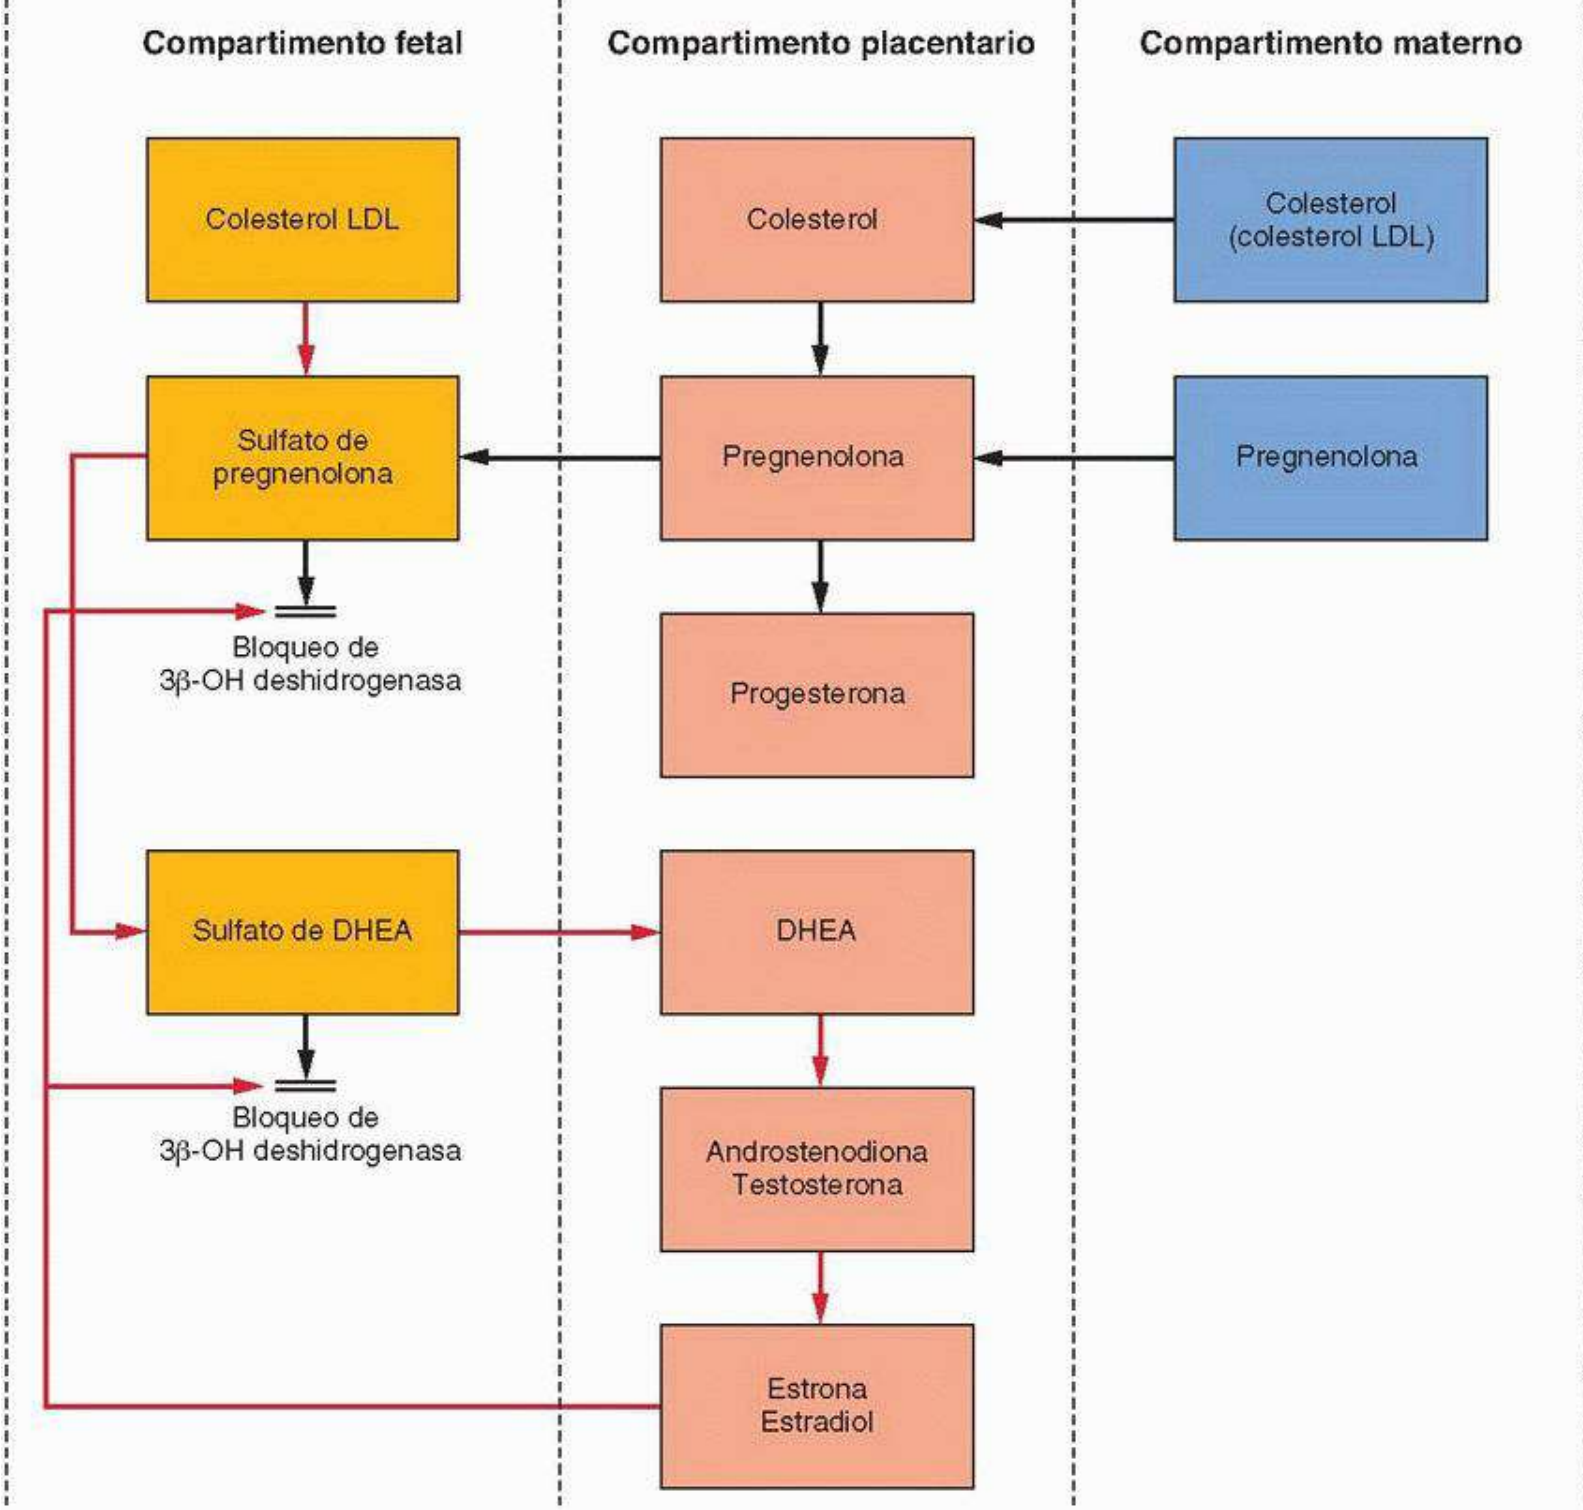 Compartimento fetal
Compartimento placentario
Compartimento materno
Colesterol LDL
Colesterol
Colesterol
(colesterol LDL)
Sulfato de
pregnenolona
Pregnenolona
Pregnenolona
Bloqueo de
3β-OH deshidrogenasa
Progesterona
Sulfato de DHEA
DHEA
Bloqueo de
3β-OH deshidrogenasa
Androstenodiona
Testosterona
Estrona
Estradiol